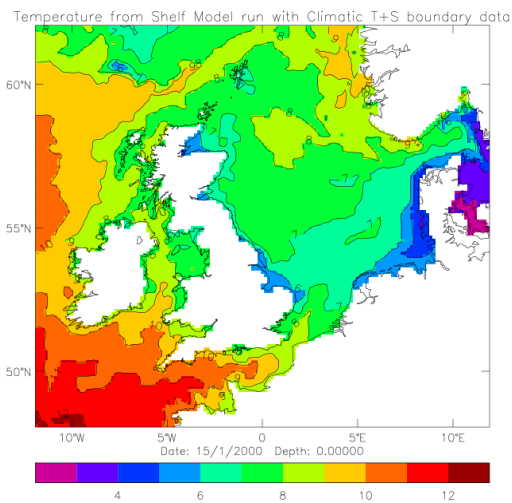 Temperature from Shelf Model run with Climatic T+S boundary data
60°N
55°N
50°N
10°W 5°W 0 5°E 10°E
Date: 15/1/2000 Depth: 0.00000
4 6 8 10 12